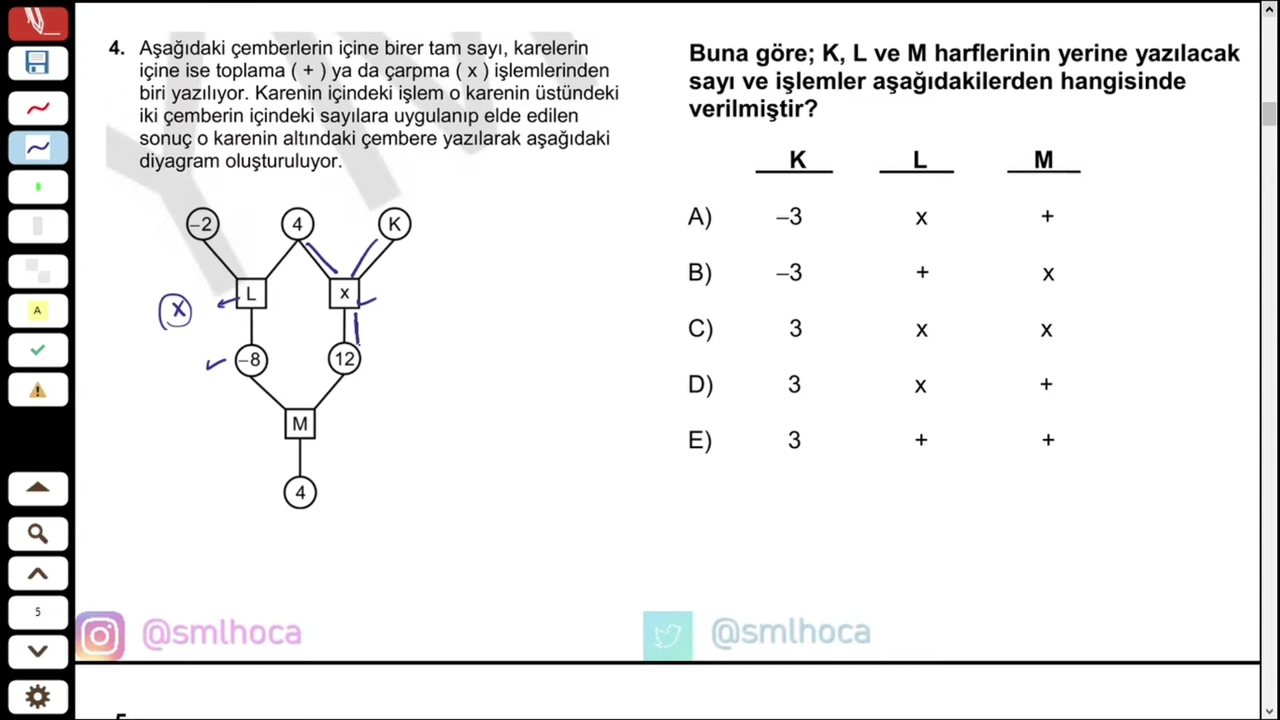 4. Aşağıdaki çemberlerin içine birer tam sayı, karelerin
içine ise toplama ( + ) ya da çarpma ( x ) işlemlerinden
biri yazılıyor. Karenin içindeki işlem o karenin üstündeki
iki çemberin içindeki sayılara uygulanıp elde edilen
sonuç o karenin altındaki çembere yazılarak aşağıdaki
diyagram oluşturuluyor.
–2 4 K
L x
x
–8 12
M
4
Buna göre; K, L ve M harflerinin yerine yazılacak
sayı ve işlemler aşağıdakilerden hangisinde
verilmiştir?
K L M
A) –3 x +
B) –3 + x
C) 3 x x
D) 3 x +
E) 3 + +
@smlhoca @smlhoca
A
5